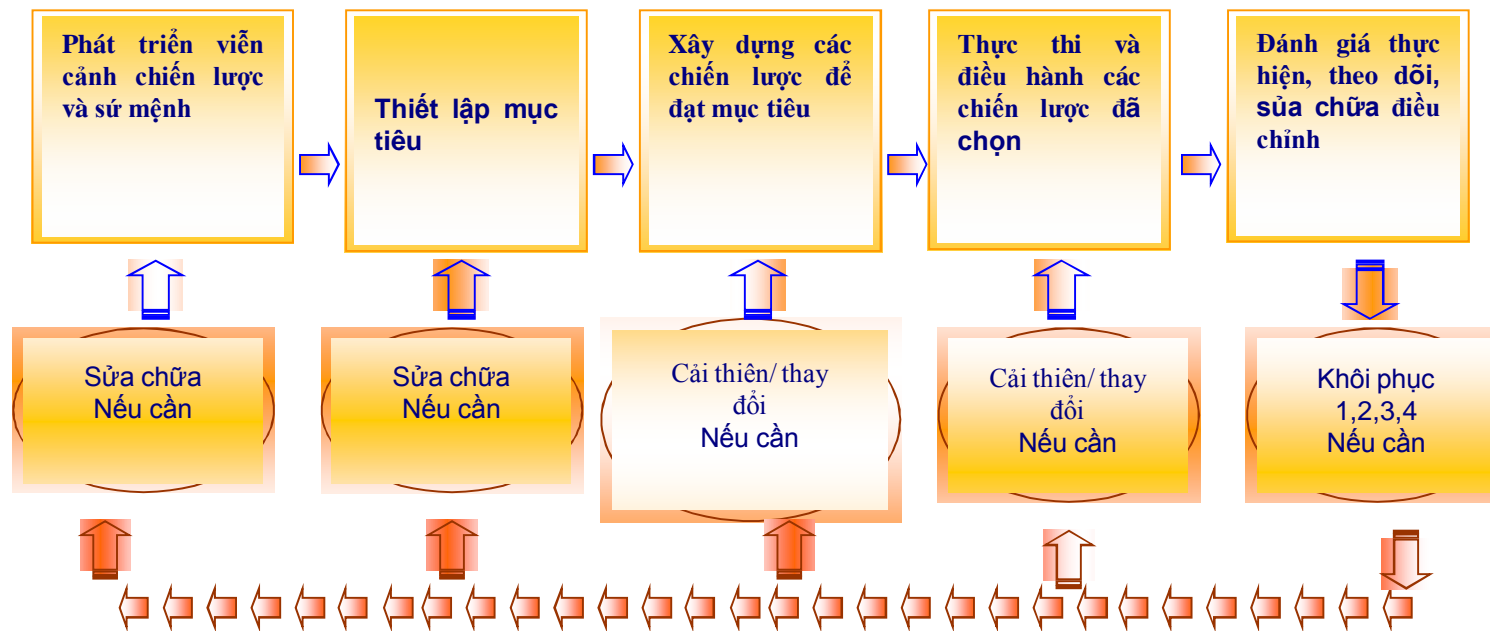 Phát triển viễn
cảnh chiến lược
và sứ mệnh
Thiết lập mục
tiêu
Xây dựng các
chiến lược để
đạt mục tiêu
Thực thi và
điều hành các
chiến lược đã
chọn
Đánh giá thực
hiện, theo dõi,
sủa chữa điều
chỉnh
Sửa chữa
Nếu cần
Sửa chữa
Nếu cần
Cải thiên/ thay
đổi
Nếu cần
Cải thiên/ thay
đổi
Nếu cần
Khôi phục
1,2,3,4
Nếu cần